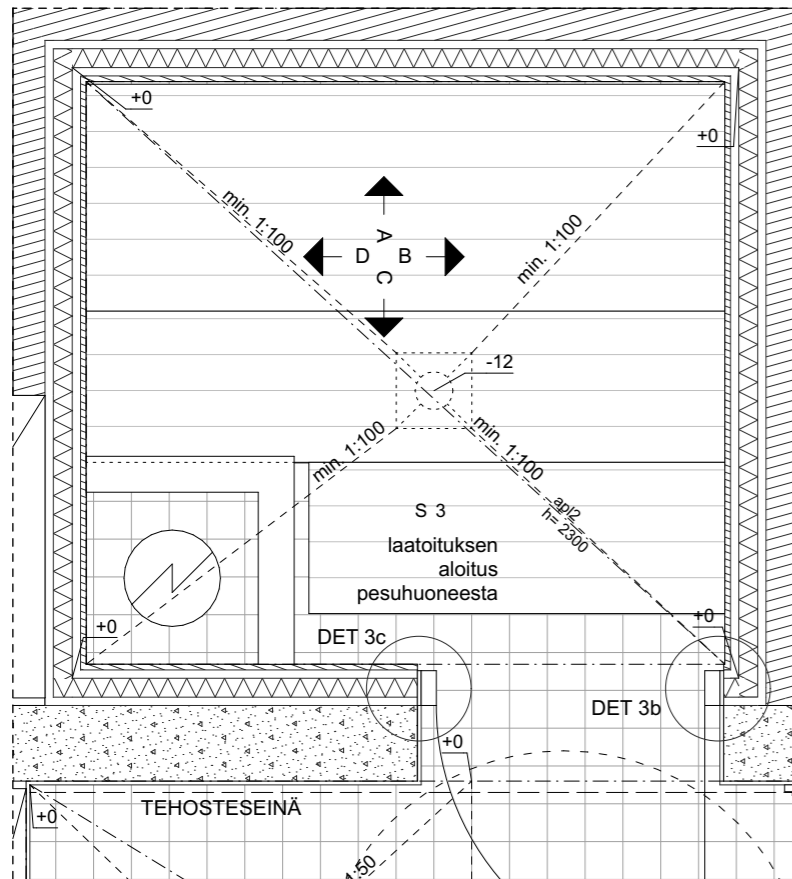 +0
+0
min. 1:100
min. 1:100
A
D
B
C
-12
min. 1:100
min. 1:100
apl2
h= 2300
S 3
laatoituksen
aloitus
pesuhuoneesta
+0
+0
DET 3c
DET 3b
+0
+0
TEHOSTESEINÄ
1:50